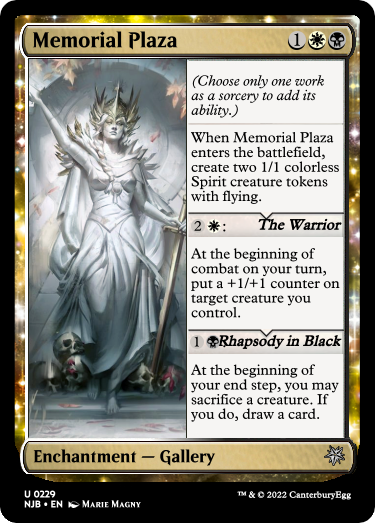 Memorial Plaza
1
(Choose only one work
as a sorcery to add its
ability.)
When Memorial Plaza
enters the battlefield,
create two 1/1 colorless
Spirit creature tokens
with flying.
2 : The Warrior
At the beginning of
combat on your turn,
put a +1/+1 counter on
target creature you
control.
1 Rhapsody in Black
At the beginning of
your end step, you may
sacrifice a creature. If
you do, draw a card.
Enchantment — Gallery
U 0229
NJB • EN Marie Magny
™ & © 2022 CanterburyEgg